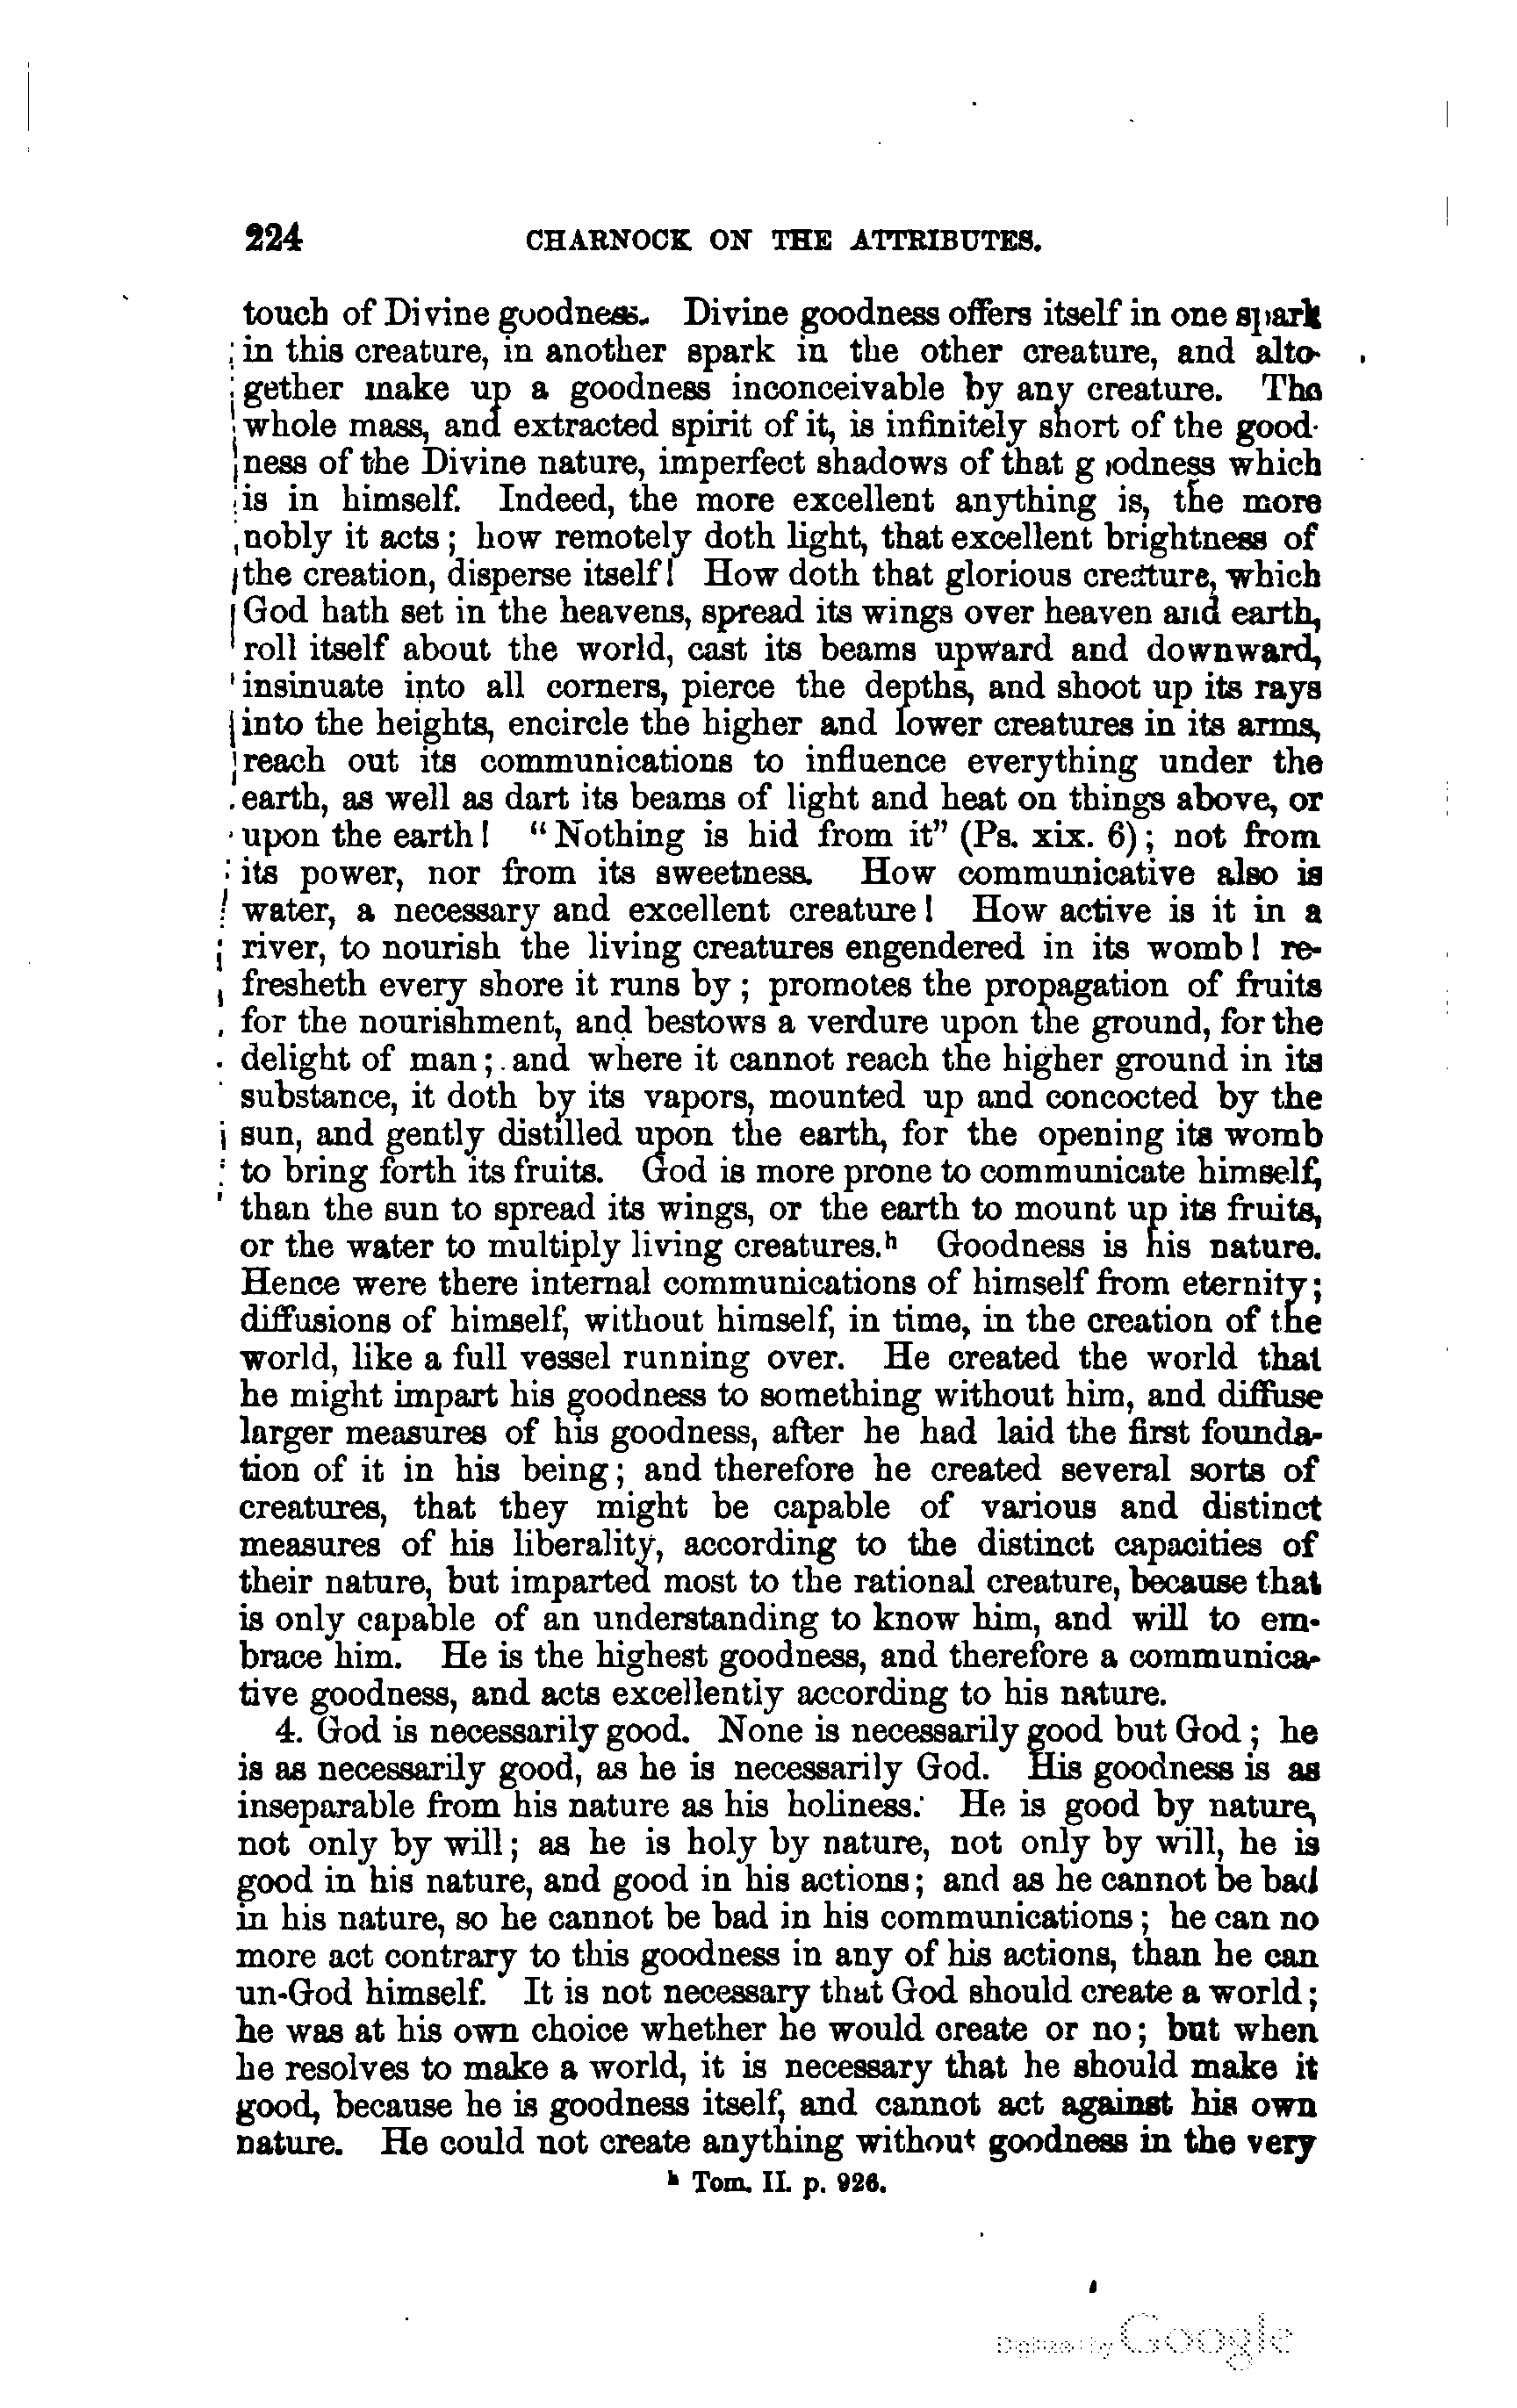 224 CHARNOCK ON THE ATTRIBUTES.
touch of Divine goodness. Divine goodness offers itself in one spark
in this creature, in another spark in the other creature, and alto-
gether make up a goodness inconceivable by any creature. The
whole mass, and extracted spirit of it, is infinitely short of the good-
ness of the Divine nature, imperfect shadows of that goodness which
is in himself. Indeed, the more excellent anything is, the more
nobly it acts; how remotely doth light, that excellent brightness of
the creation, disperse itself! How doth that glorious creature, which
God hath set in the heavens, spread its wings over heaven and earth,
roll itself about the world, cast its beams upward and downward,
insinuate into all corners, pierce the depths, and shoot up its rays
into the heights, encircle the higher and lower creatures in its arms,
reach out its communications to influence everything under the
earth, as well as dart its beams of light and heat on things above, or
upon the earth! "Nothing is hid from it" (Ps. xix. 6); not from
its power, nor from its sweetness. How communicative also is
water, a necessary and excellent creature! How active is it in a
river, to nourish the living creatures engendered in its womb! re-
fresheth every shore it runs by; promotes the propagation of fruits
for the nourishment, and bestows a verdure upon the ground, for the
delight of man; and where it cannot reach the higher ground in its
substance, it doth by its vapors, mounted up and concocted by the
sun, and gently distilled upon the earth, for the opening its womb
to bring forth its fruits. God is more prone to communicate himself,
than the sun to spread its wings, or the earth to mount up its fruits,
or the water to multiply living creatures.h Goodness is his nature.
Hence were there internal communications of himself from eternity;
diffusions of himself, without himself, in time, in the creation of the
world, like a full vessel running over. He created the world that
he might impart his goodness to something without him, and diffuse
larger measures of his goodness, after he had laid the first founda-
tion of it in his being; and therefore he created several sorts of
creatures, that they might be capable of various and distinct
measures of his liberality, according to the distinct capacities of
their nature, but imparted most to the rational creature, because that
is only capable of an understanding to know him, and will to em-
brace him. He is the highest goodness, and therefore a communica-
tive goodness, and acts excellently according to his nature.
4. God is necessarily good. None is necessarily good but God; he
is as necessarily good, as he is necessarily God. His goodness is as
inseparable from his nature as his holiness. He is good by nature,
not only by will; as he is holy by nature, not only by will, he is
good in his nature, and good in his actions; and as he cannot be bad
in his nature, so he cannot be bad in his communications; he can no
more act contrary to this goodness in any of his actions, than he can
un-God himself. It is not necessary that God should create a world;
he was at his own choice whether he would create or no; but when
he resolves to make a world, it is necessary that he should make it
good, because he is goodness itself, and cannot act against his own
nature. He could not create anything without goodness in the very
h Tom. II. p. 926.
Digitized by Google